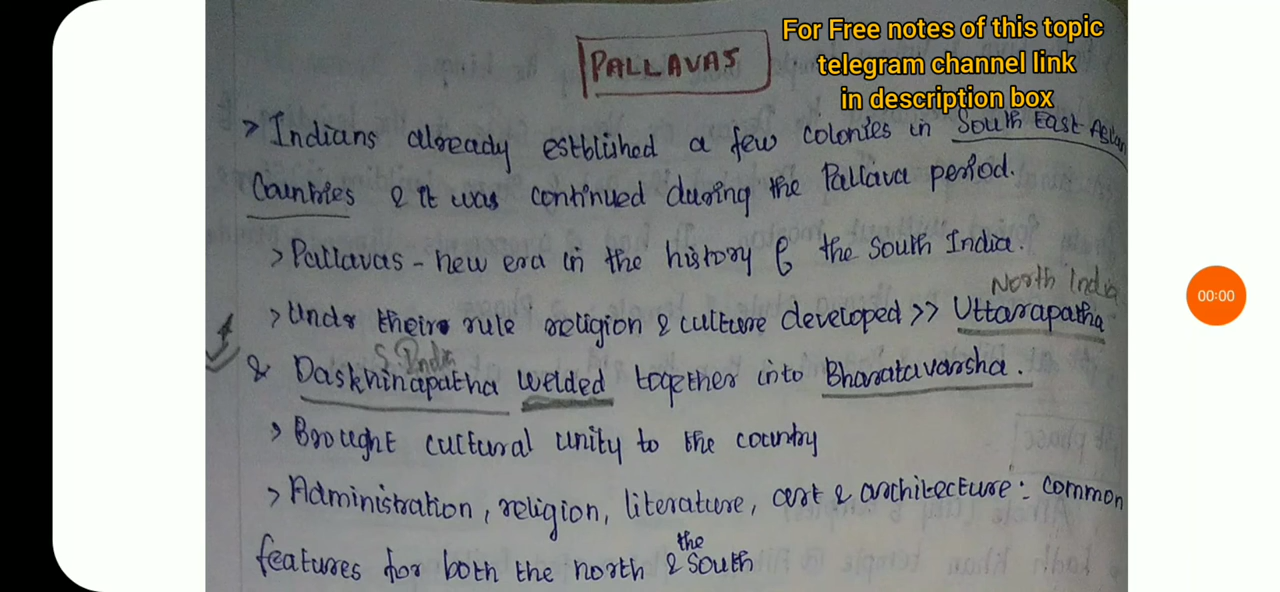 For Free notes of this topic
telegram channel link
in description box
PALLAVAS
> Indians already estblished a few colonies in South East Asian
Countries & it was continued during the Pallava period.
> Pallavas - new era in the history of the South India.
North India
> Under their rule religion & culture developed >> Uttarapatha
S.India
& Daskhinapatha welded together into Bharatavarsha.
> Brought cultural unity to the country
> Administration, religion, literature, art & architecture : common
the
features for both the north & south
00:00